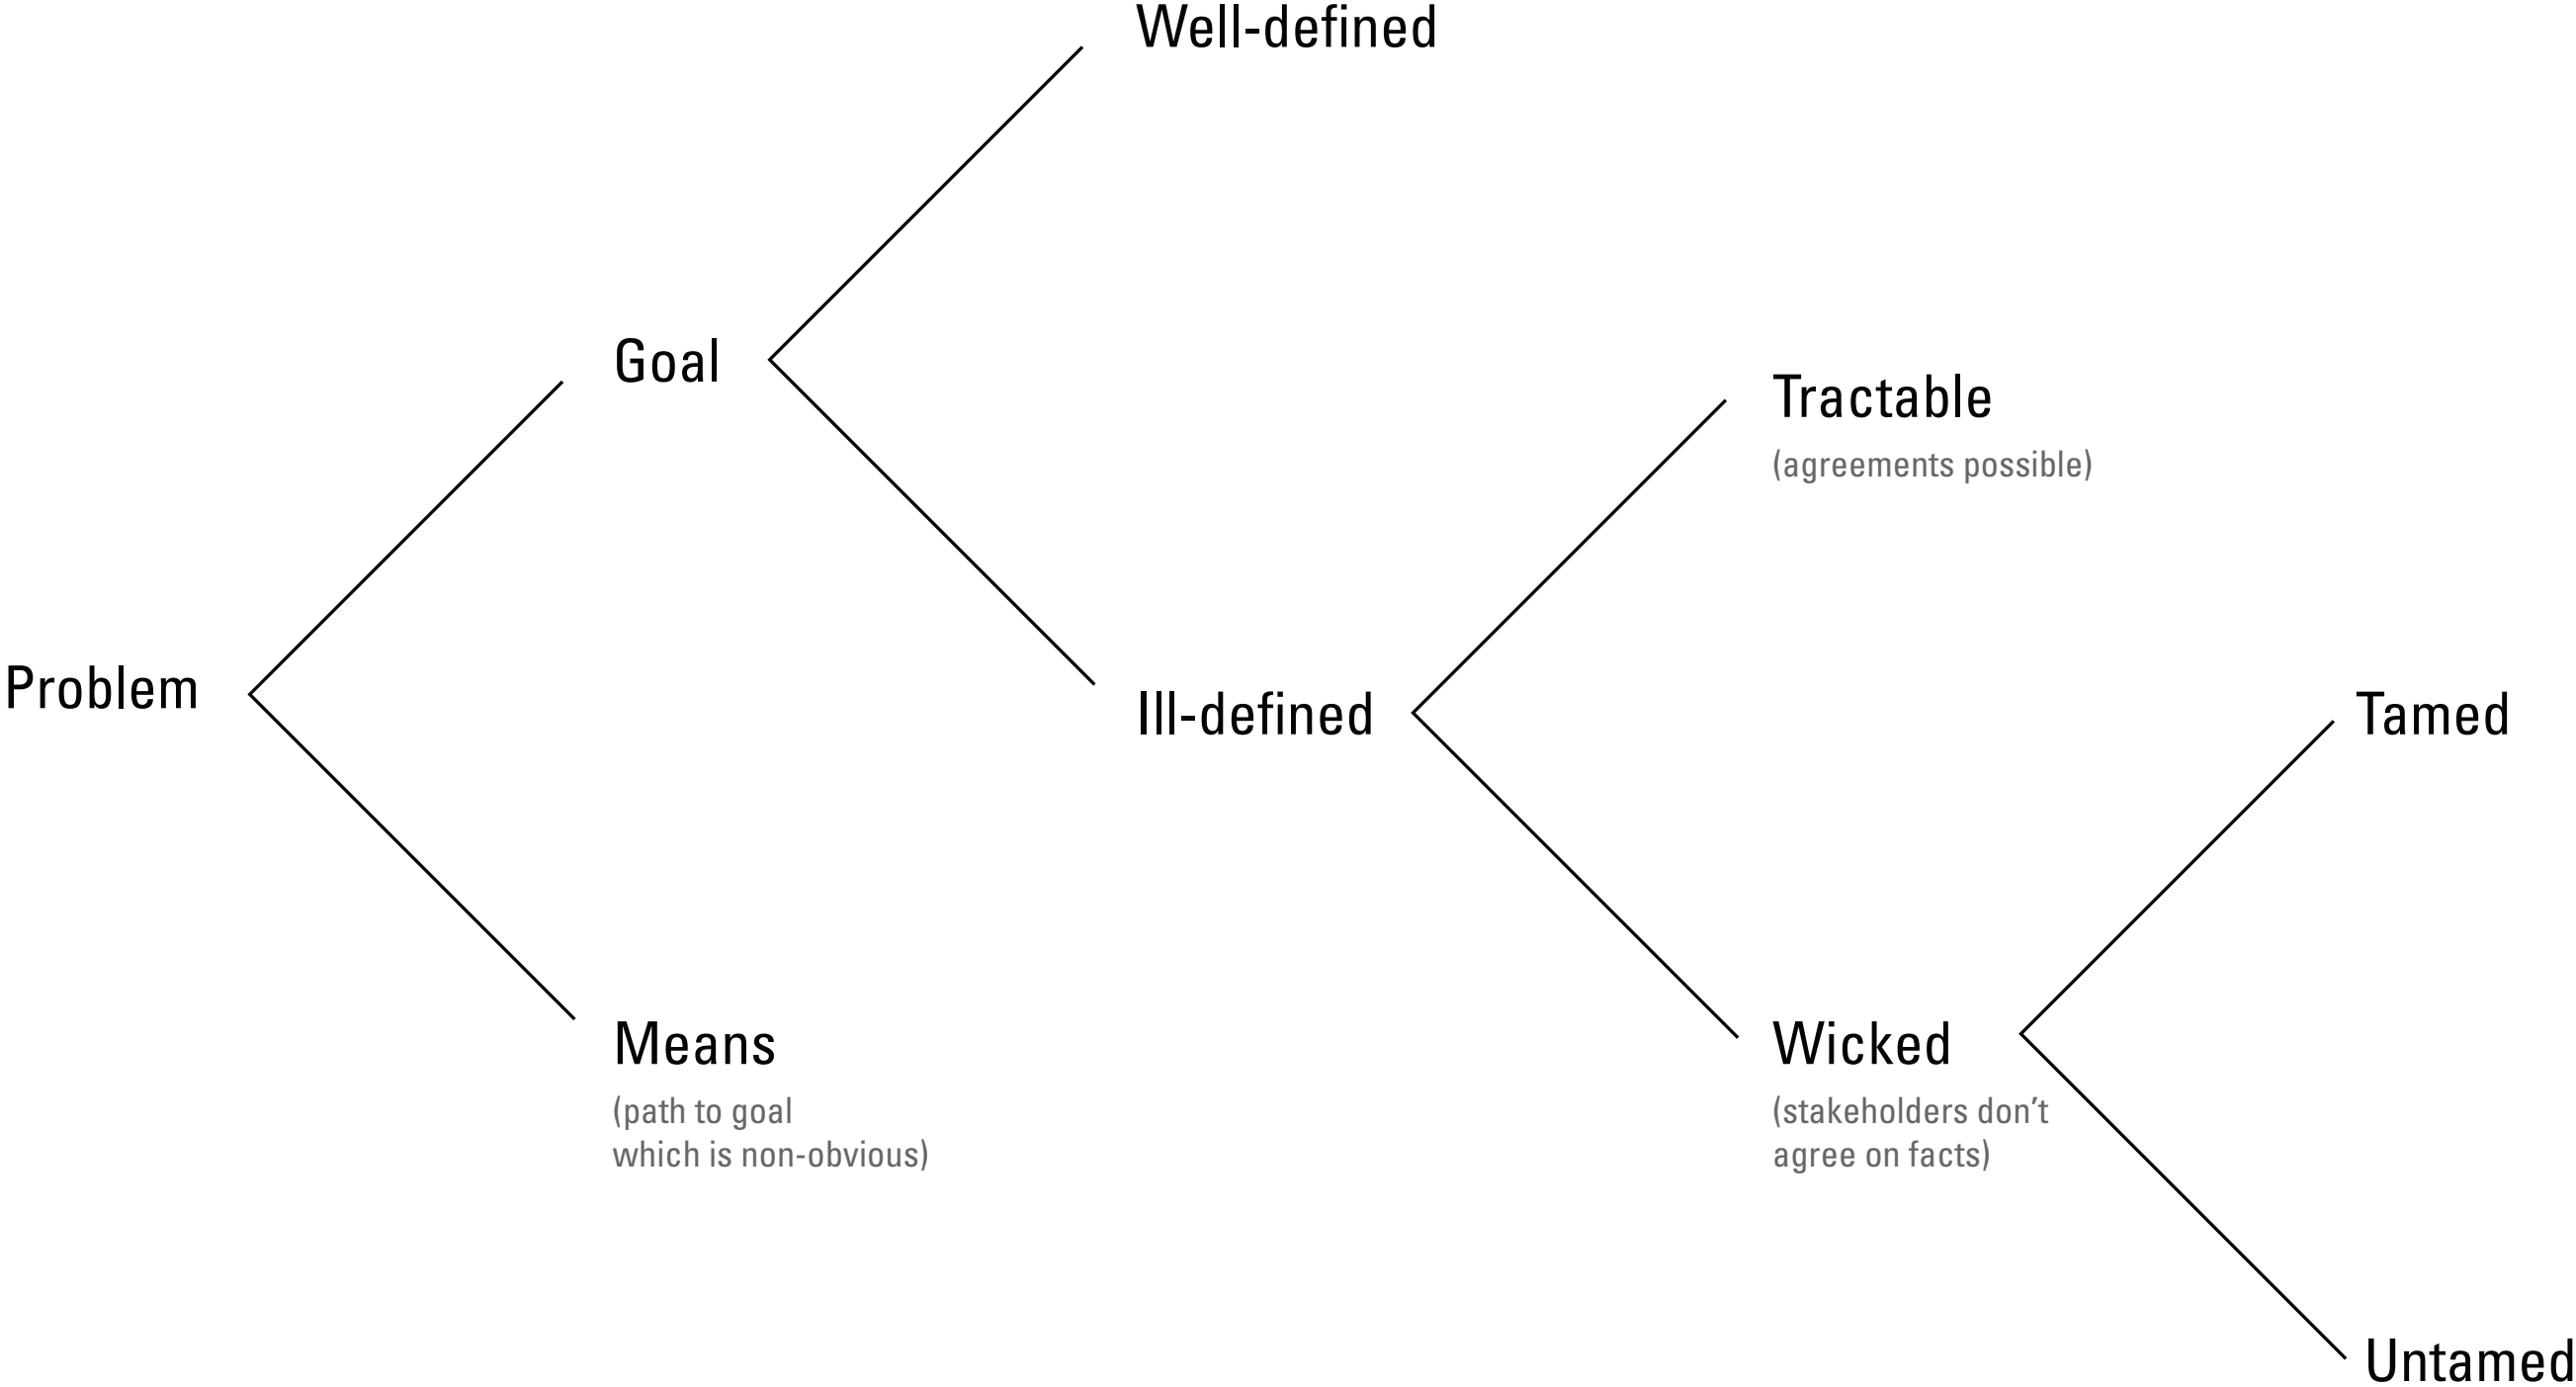 Well-defined
Goal
Tractable
(agreements possible)
Problem
Ill-defined
Tamed
Means
(path to goal
which is non-obvious)
Wicked
(stakeholders don’t
agree on facts)
Untamed